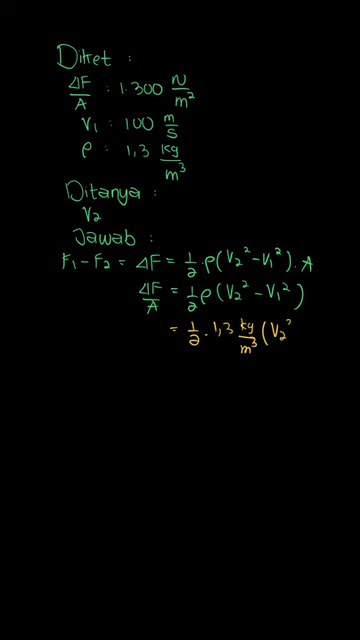 Diket :
ΔF/A : 1.300 N/m²
V₁ : 100 m/s
ρ : 1,3 kg/m³
Ditanya :
V₂
Jawab :
F₁ - F₂ = ΔF = 1/2 . ρ (V₂² - V₁²) . A
ΔF/A = 1/2 ρ (V₂² - V₁²)
= 1/2 . 1,3 kg/m³ (V₂²